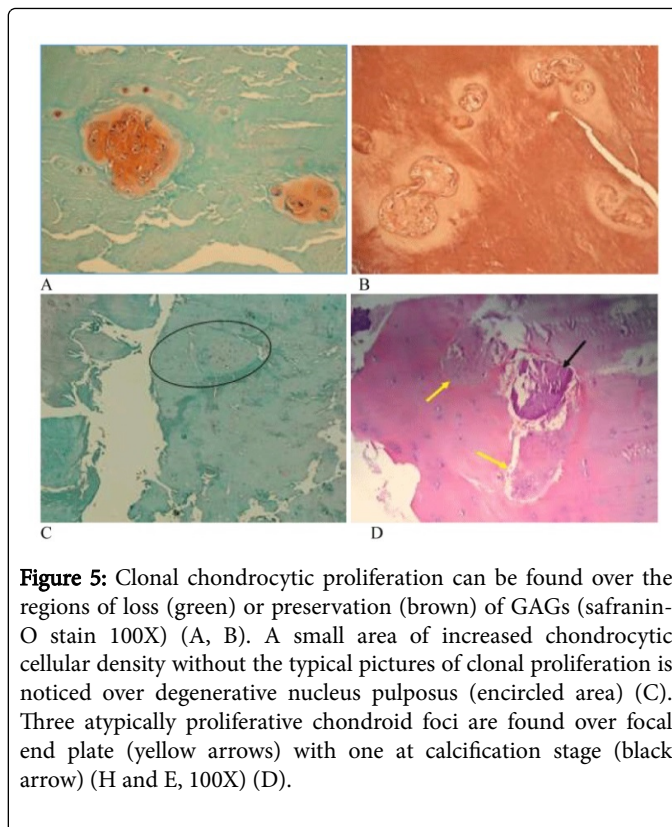 A
B
C
D
Figure 5: Clonal chondrocytic proliferation can be found over the
regions of loss (green) or preservation (brown) of GAGs (safranin-
O stain 100X) (A, B). A small area of increased chondrocytic
cellular density without the typical pictures of clonal proliferation is
noticed over degenerative nucleus pulposus (encircled area) (C).
Three atypically proliferative chondroid foci are found over focal
end plate (yellow arrows) with one at calcification stage (black
arrow) (H and E, 100X) (D).